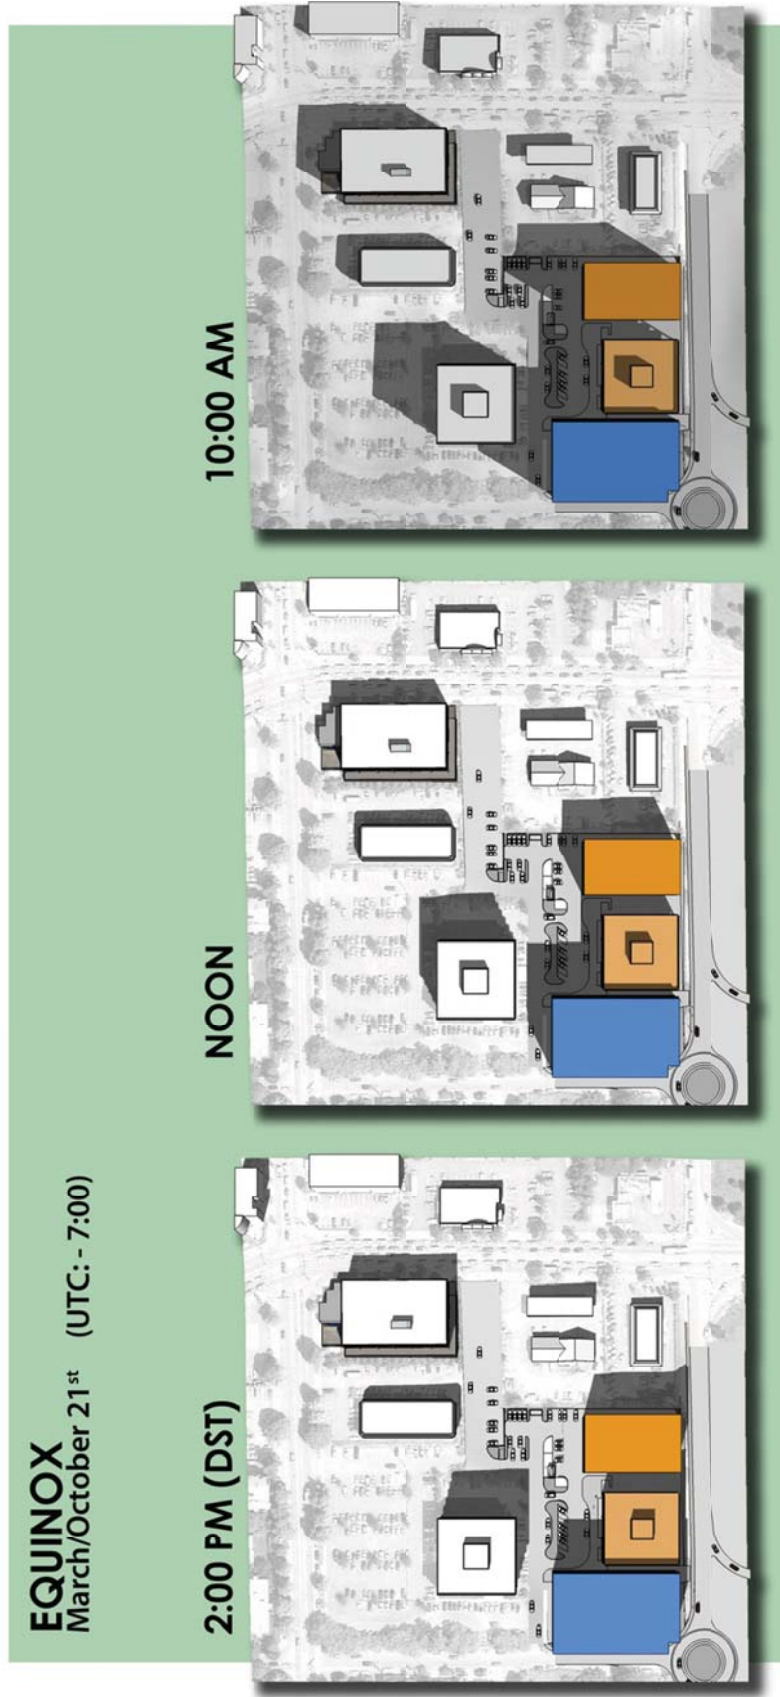 EQUINOX
March/October 21st (UTC: - 7:00)
2:00 PM (DST)
NOON
10:00 AM